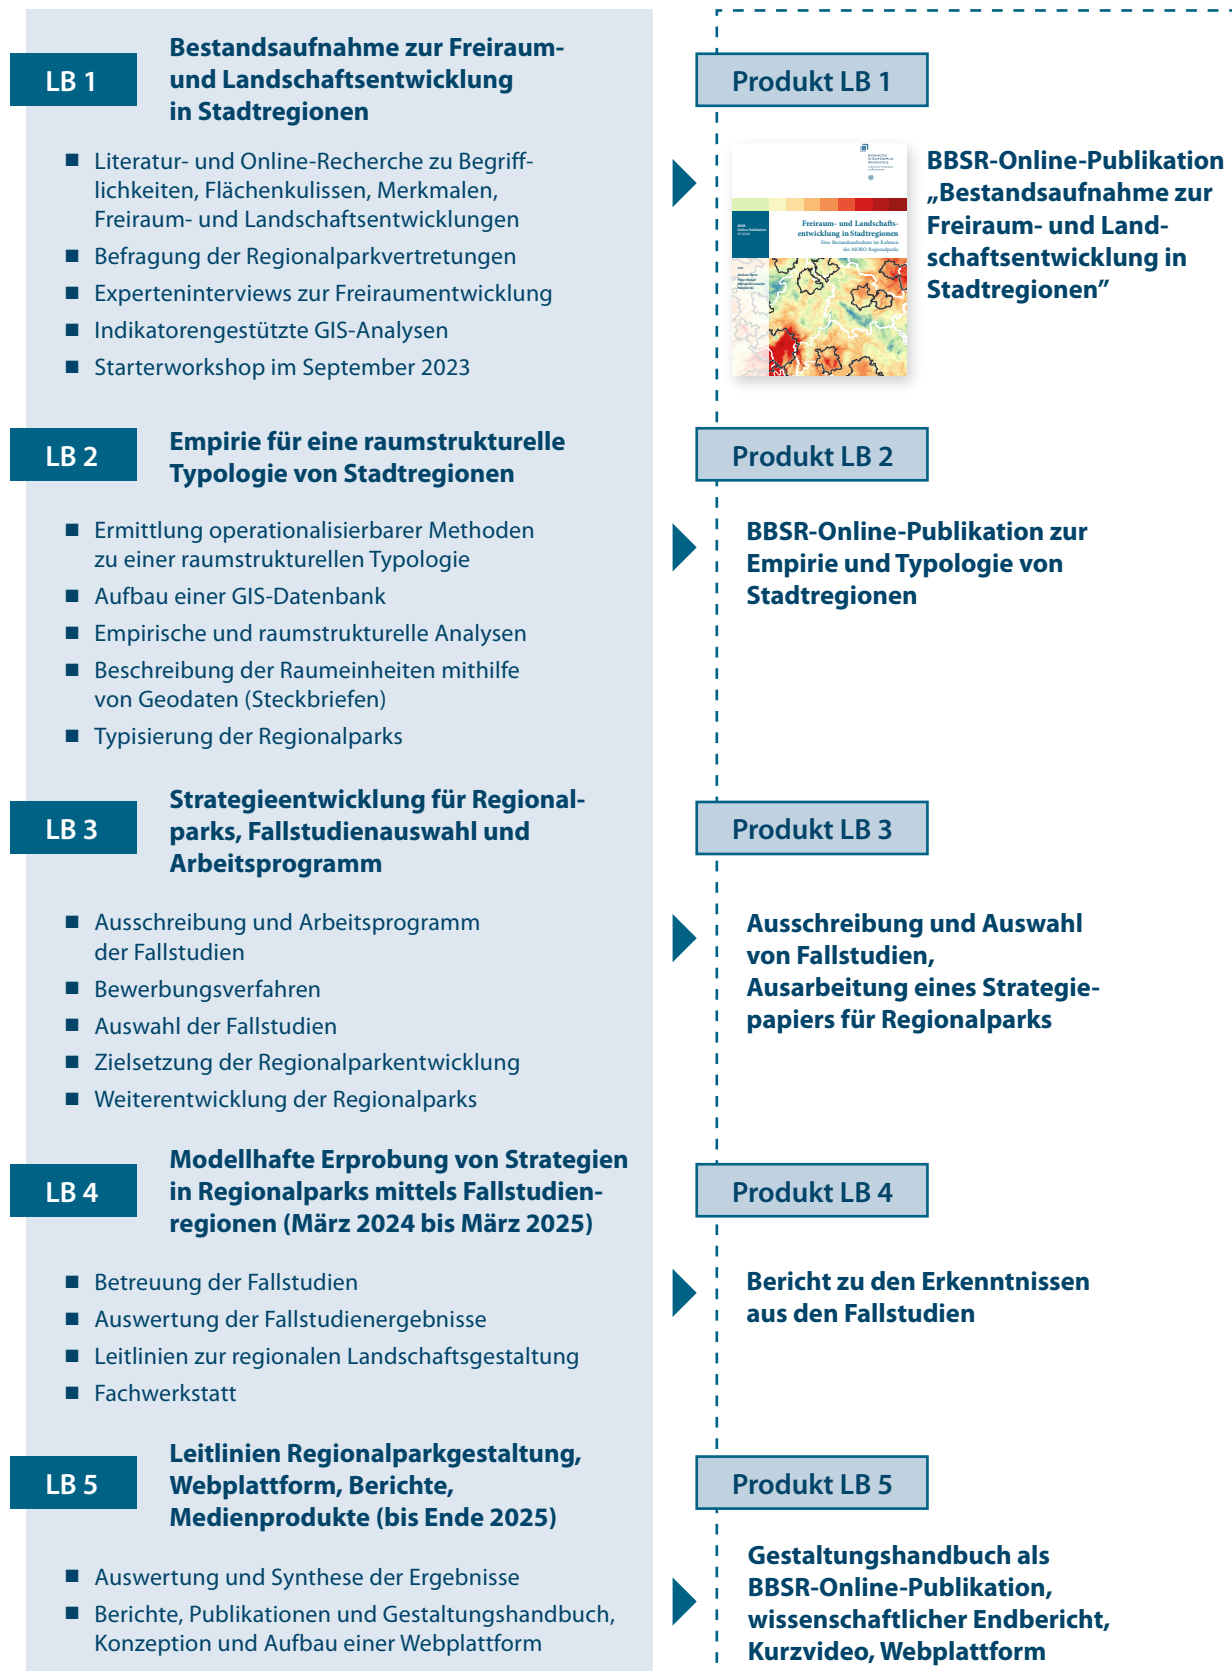 LB 1
Bestandsaufnahme zur Freiraum-
und Landschaftsentwicklung
in Stadtregionen
■ Literatur- und Online-Recherche zu Begriff-
lichkeiten, Flächenkulissen, Merkmalen,
Freiraum- und Landschaftsentwicklungen
■ Befragung der Regionalparkvertretungen
■ Experteninterviews zur Freiraumentwicklung
■ Indikatorengestützte GIS-Analysen
■ Starterworkshop im September 2023
Produkt LB 1
Freiraum- und Landschafts-
entwicklung in Stadtregionen
Eine Bestandsaufnahme im Rahmen
des MORO Regionalparks
BBSR-Online-Publikation
„Bestandsaufnahme zur
Freiraum- und Land-
schaftsentwicklung in
Stadtregionen”
LB 2
Empirie für eine raumstrukturelle
Typologie von Stadtregionen
■ Ermittlung operationalisierbarer Methoden
zu einer raumstrukturellen Typologie
■ Aufbau einer GIS-Datenbank
■ Empirische und raumstrukturelle Analysen
■ Beschreibung der Raumeinheiten mithilfe
von Geodaten (Steckbriefen)
■ Typisierung der Regionalparks
Produkt LB 2
BBSR-Online-Publikation zur
Empirie und Typologie von
Stadtregionen
LB 3
Strategieentwicklung für Regional-
parks, Fallstudienauswahl und
Arbeitsprogramm
■ Ausschreibung und Arbeitsprogramm
der Fallstudien
■ Bewerbungsverfahren
■ Auswahl der Fallstudien
■ Zielsetzung der Regionalparkentwicklung
■ Weiterentwicklung der Regionalparks
Produkt LB 3
Ausschreibung und Auswahl
von Fallstudien,
Ausarbeitung eines Strategie-
papiers für Regionalparks
LB 4
Modellhafte Erprobung von Strategien
in Regionalparks mittels Fallstudien-
regionen (März 2024 bis März 2025)
■ Betreuung der Fallstudien
■ Auswertung der Fallstudienergebnisse
■ Leitlinien zur regionalen Landschaftsgestaltung
■ Fachwerkstatt
Produkt LB 4
Bericht zu den Erkenntnissen
aus den Fallstudien
LB 5
Leitlinien Regionalparkgestaltung,
Webplattform, Berichte,
Medienprodukte (bis Ende 2025)
■ Auswertung und Synthese der Ergebnisse
■ Berichte, Publikationen und Gestaltungshandbuch,
Konzeption und Aufbau einer Webplattform
Produkt LB 5
Gestaltungshandbuch als
BBSR-Online-Publikation,
wissenschaftlicher Endbericht,
Kurzvideo, Webplattform